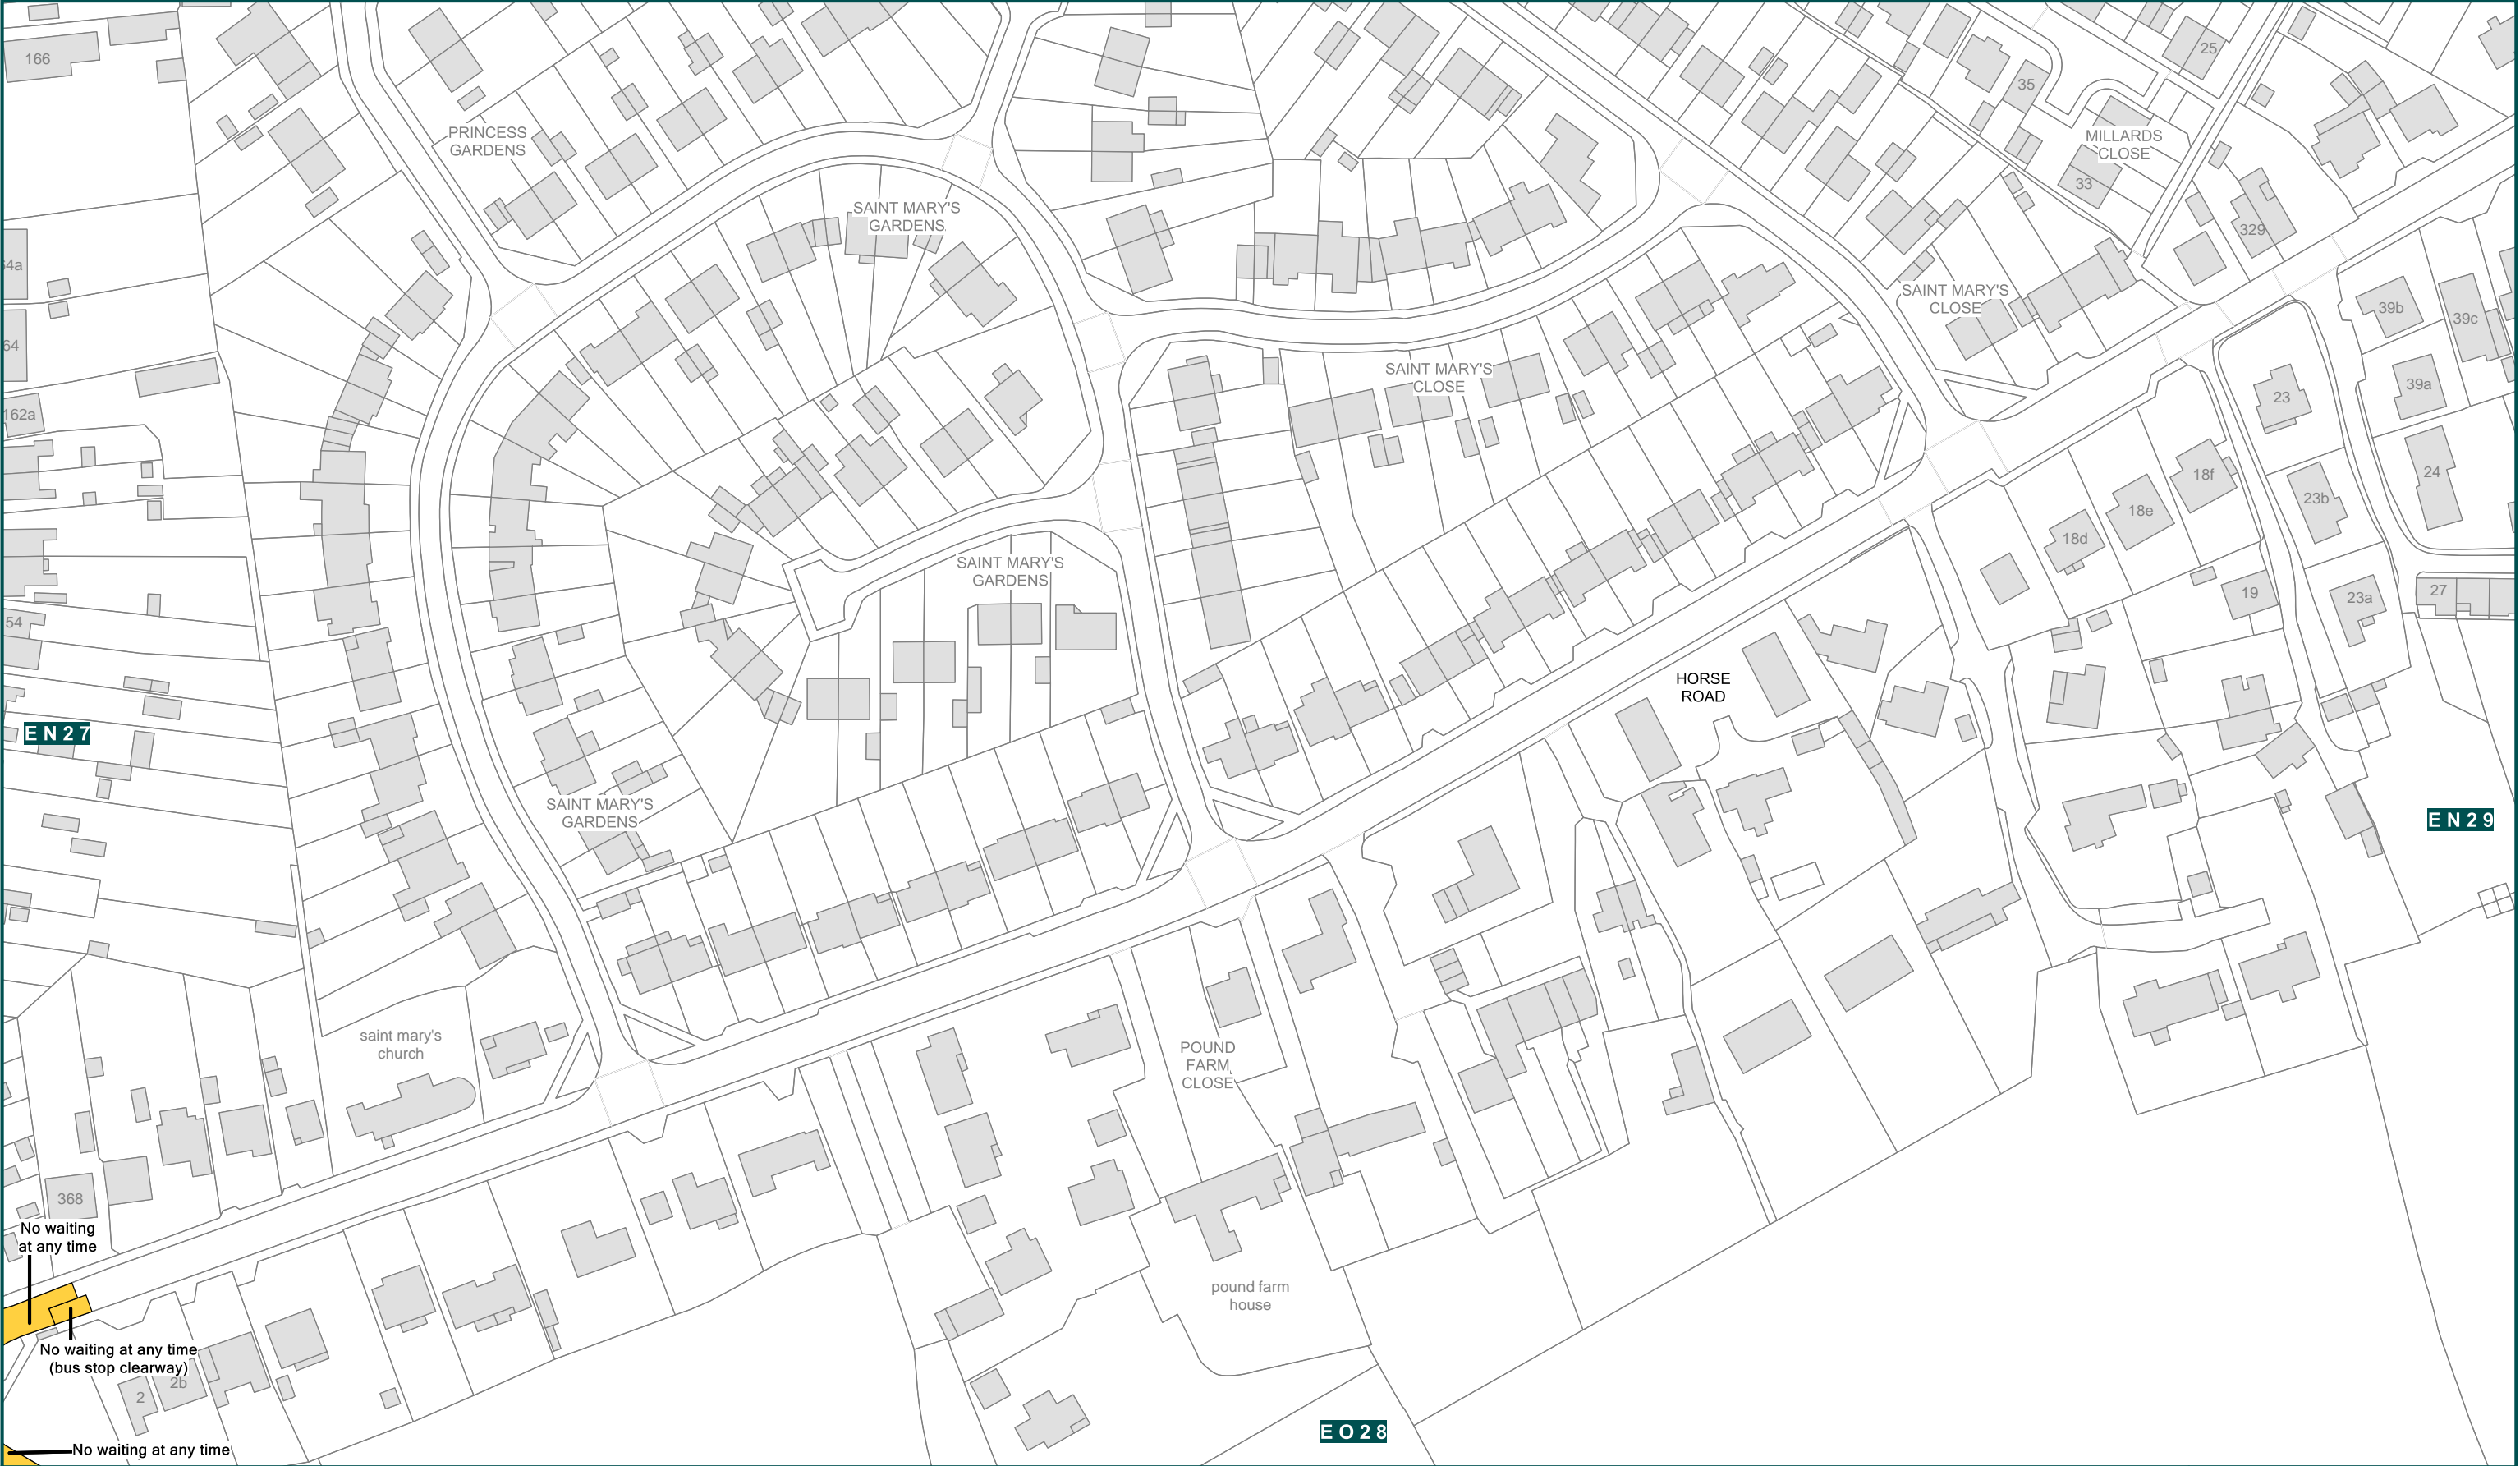 166
25
35
PRINCESS
GARDENS
MILLARDS
CLOSE
33
SAINT MARY'S
GARDENS
329
64
SAINT MARY'S
CLOSE
39b
39c
SAINT MARY'S
CLOSE
39a
23
162a
24
18f
23b
18e
18d
SAINT MARY'S
GARDENS
19
23a
27
54
HORSE
ROAD
EN27
SAINT MARY'S
GARDENS
EN29
saint mary's
church
POUND
FARM
CLOSE
368
No waiting
at any time
pound farm
house
No waiting at any time
(bus stop clearway)
2b
2
EO28
No waiting at any time